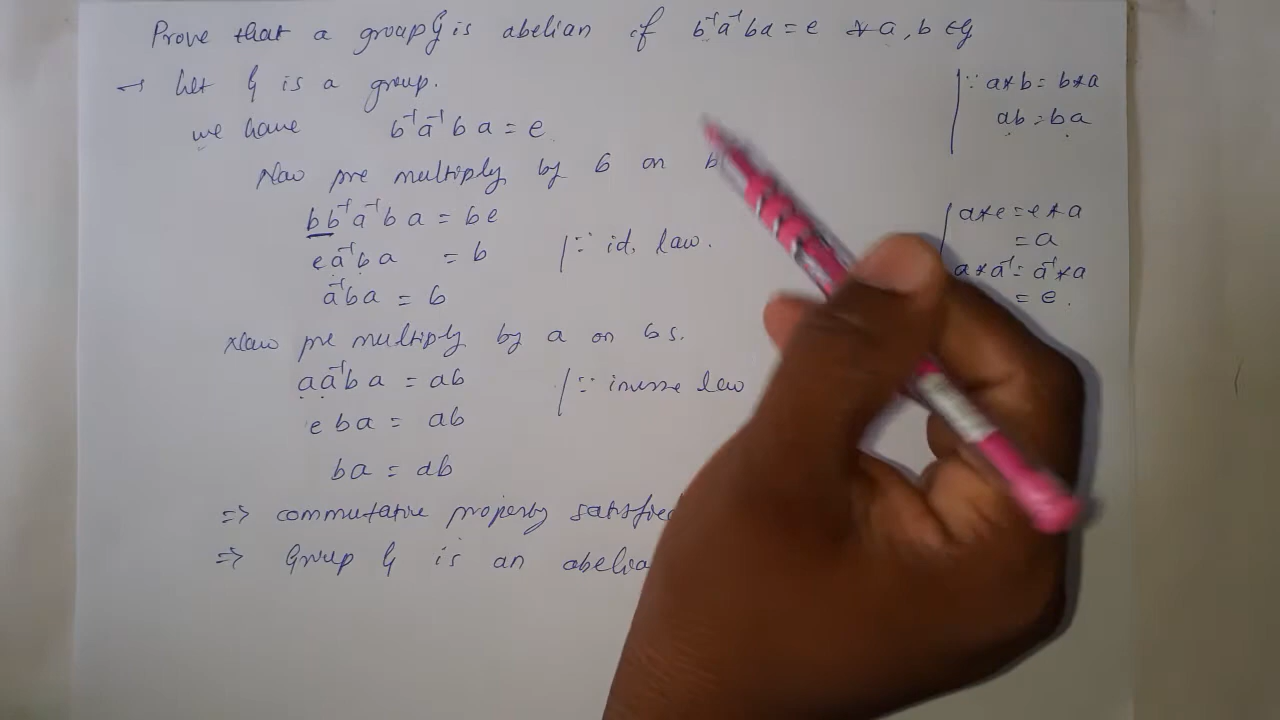 Prove that a group G is abelian if b⁻¹a⁻¹ba = e ∀ a, b ∈ G
→ Let G is a group.
we have b⁻¹a⁻¹b a = e
Now pre multiply by b on b
bb⁻¹a⁻¹b a = be
ea⁻¹ba = b |∵ id. law.
a⁻¹ba = b
Now pre multiply by a on bs.
aa⁻¹ba = ab |∵ inverse law
eba = ab
ba = ab
=> commutative property satisfied
=> Group G is an abelia
|∵ a*b = b*a
ab = ba
| a*e = e*a
= a
a*a⁻¹ = a⁻¹*a
= e.